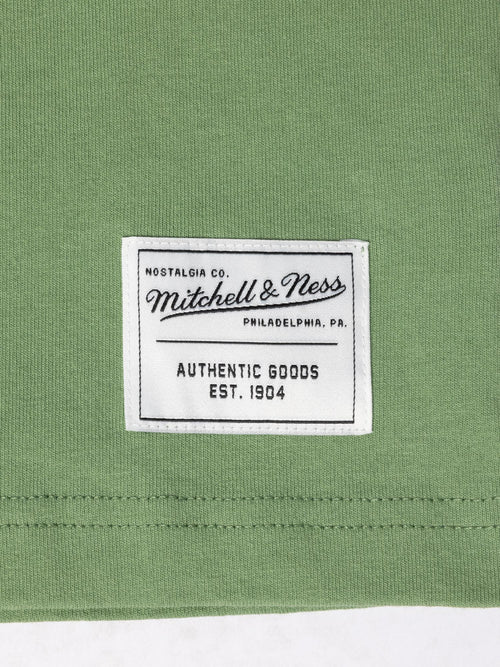 NOSTALGIA CO.
Mitchell & Ness
PHILADELPHIA, PA.
AUTHENTIC GOODS
EST. 1904